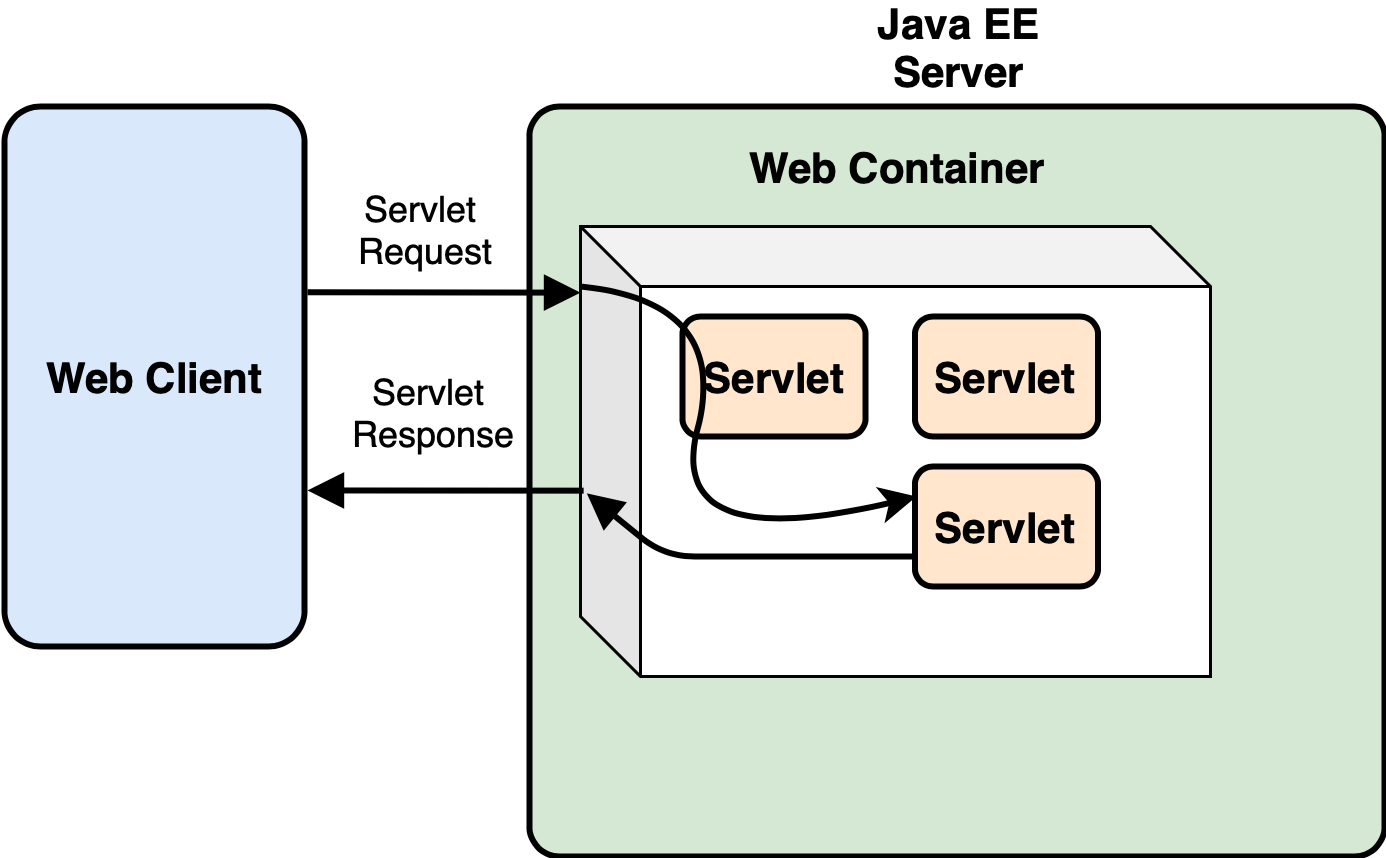 Java EE
Server
Web Container
Servlet
Request
Web Client
Servlet
Response
Servlet
Servlet
Servlet